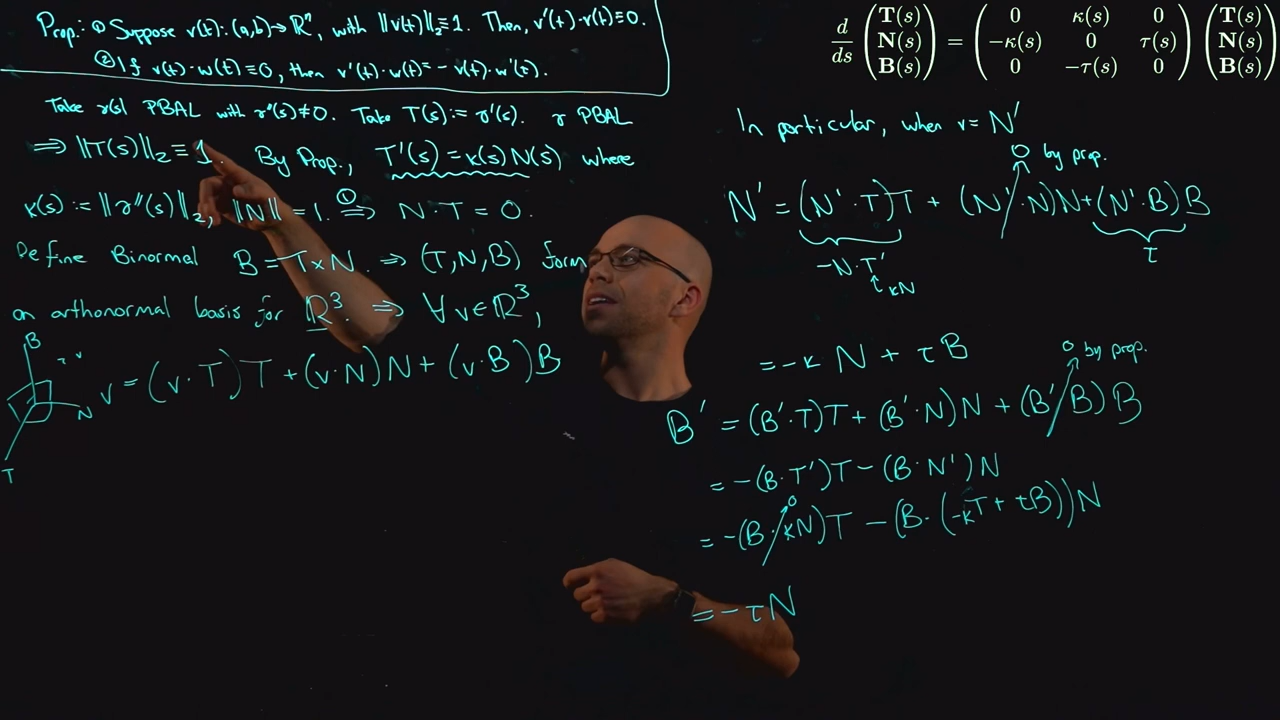 Prop.: ① Suppose v(t): (a,b)→ℝⁿ, with ‖v(t)‖₂≡1. Then, v'(t)·v(t)≡0.
② If v(t)·w(t)≡0, then v'(t)·w(t)=-v(t)·w'(t).
Take γ(s) PBAL with γ''(s)≠0. Take T(s):=γ'(s). γ PBAL
⇒ ‖T(s)‖₂≡1. By Prop., T'(s)=κ(s)N(s) where
κ(s):=‖γ''(s)‖₂, ‖N‖=1. ①⇒ N·T=0.
Define Binormal B=T×N. ⇒ (T,N,B) form
an orthonormal basis for ℝ³. ⇒ ∀v∈ℝ³,
v=(v·T)T+(v·N)N+(v·B)B
B
N
T
d/ds (T(s) N(s) B(s)) = (0 κ(s) 0 -κ(s) 0 τ(s) 0 -τ(s) 0) (T(s) N(s) B(s))
In particular, when v=N'
0 by prop.
N'=(N'·T)T+(N'·N)N+(N'·B)B
-N·T'
τ
κN
=-κN+τB
0 by prop.
B'=(B'·T)T+(B'·N)N+(B'·B)B
=-(B·T')T-(B·N')N
0
=-(B·κN)T-(B·(-κT+τB))N
=-τN